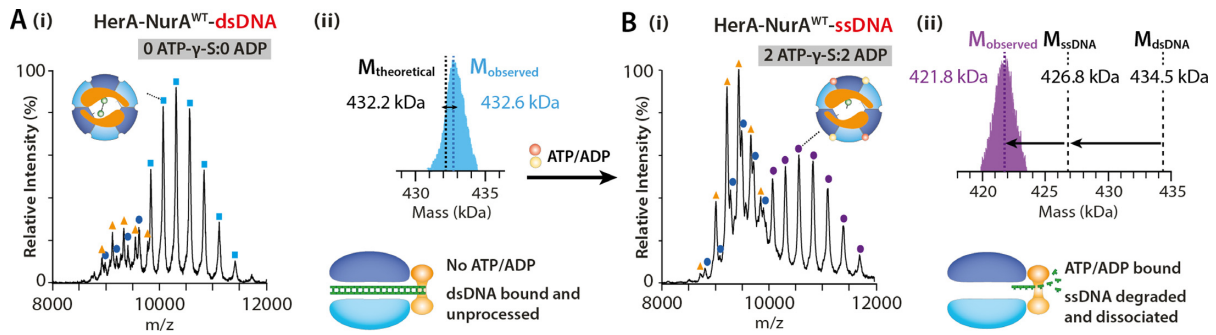 A (i)
HerA-NurA^WT-dsDNA
0 ATP-γ-S:0 ADP
100
0
Relative Intensity (%)
8000 10000 12000
m/z
(ii)
M_theoretical
M_observed
432.2 kDa
432.6 kDa
430 435
Mass (kDa)
No ATP/ADP
dsDNA bound and
unprocessed
ATP/ADP
B (i)
HerA-NurA^WT-ssDNA
2 ATP-γ-S:2 ADP
100
0
Relative Intensity (%)
8000 10000 12000
m/z
ATP/ADP
(ii)
M_observed M_ssDNA M_dsDNA
421.8 kDa 426.8 kDa 434.5 kDa
420 425 430 435
Mass (kDa)
ATP/ADP bound
ssDNA degraded
and dissociated